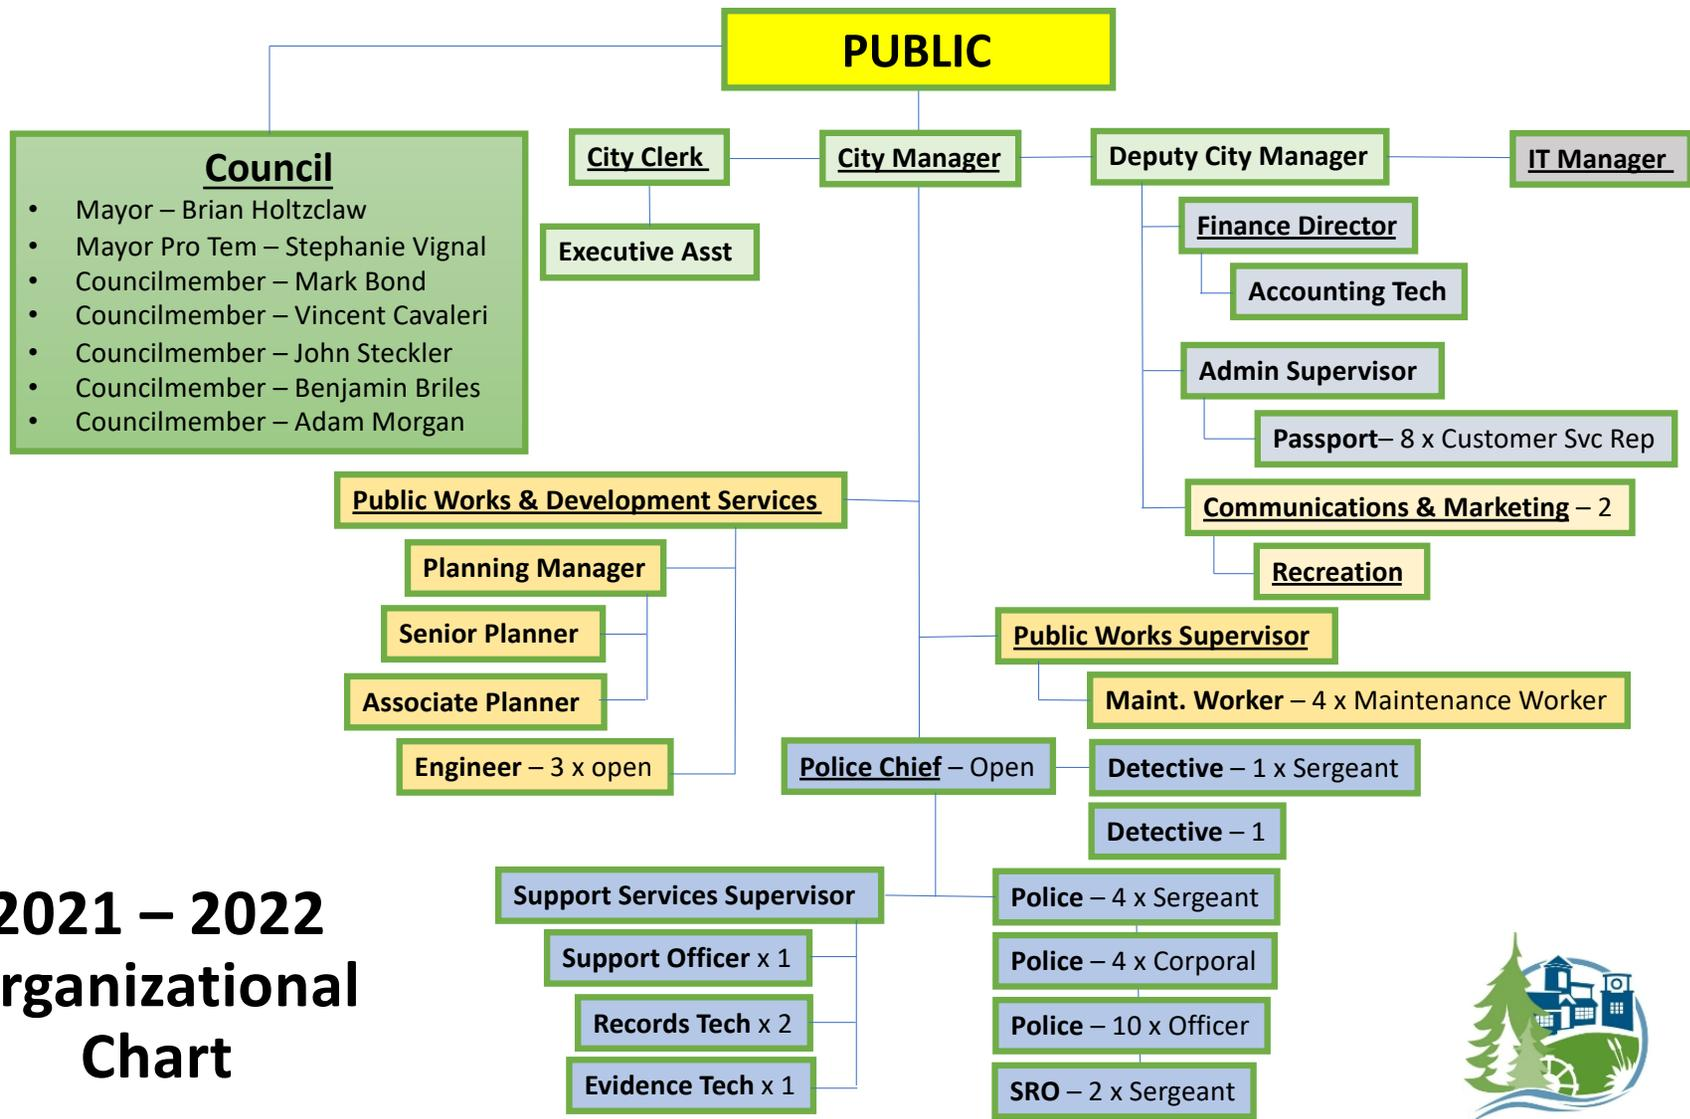 PUBLIC
Council
• Mayor – Brian Holtzclaw
• Mayor Pro Tem – Stephanie Vignal
• Councilmember – Mark Bond
• Councilmember – Vincent Cavaleri
• Councilmember – John Steckler
• Councilmember – Benjamin Briles
• Councilmember – Adam Morgan
City Clerk
City Manager
Deputy City Manager
IT Manager
Executive Asst
Finance Director
Accounting Tech
Admin Supervisor
Passport– 8 x Customer Svc Rep
Communications & Marketing – 2
Recreation
Public Works & Development Services
Planning Manager
Senior Planner
Associate Planner
Engineer – 3 x open
Public Works Supervisor
Maint. Worker – 4 x Maintenance Worker
Police Chief – Open
Detective – 1 x Sergeant
Detective – 1
Support Services Supervisor
Support Officer x 1
Records Tech x 2
Evidence Tech x 1
Police – 4 x Sergeant
Police – 4 x Corporal
Police – 10 x Officer
SRO – 2 x Sergeant
2021 – 2022
rganizational
Chart